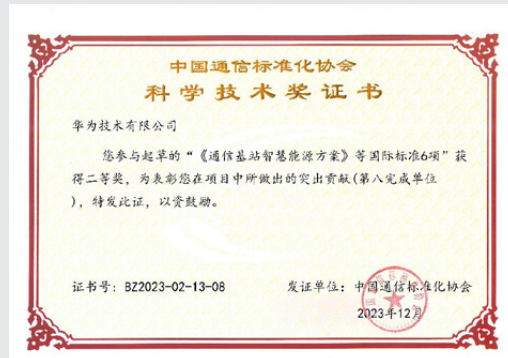 中国通信标准化协会
科学技术奖证书
华为技术有限公司
您参与起草的“《通信基站智慧能源方案》等国际标准6项”获
得二等奖，为表彰您在项目中所做出的突出贡献(第八完成单位
)，特发此证，以资鼓励。
证书号：BZ2023-02-13-08
发证单位：中国通信标准化协会
2023年12月